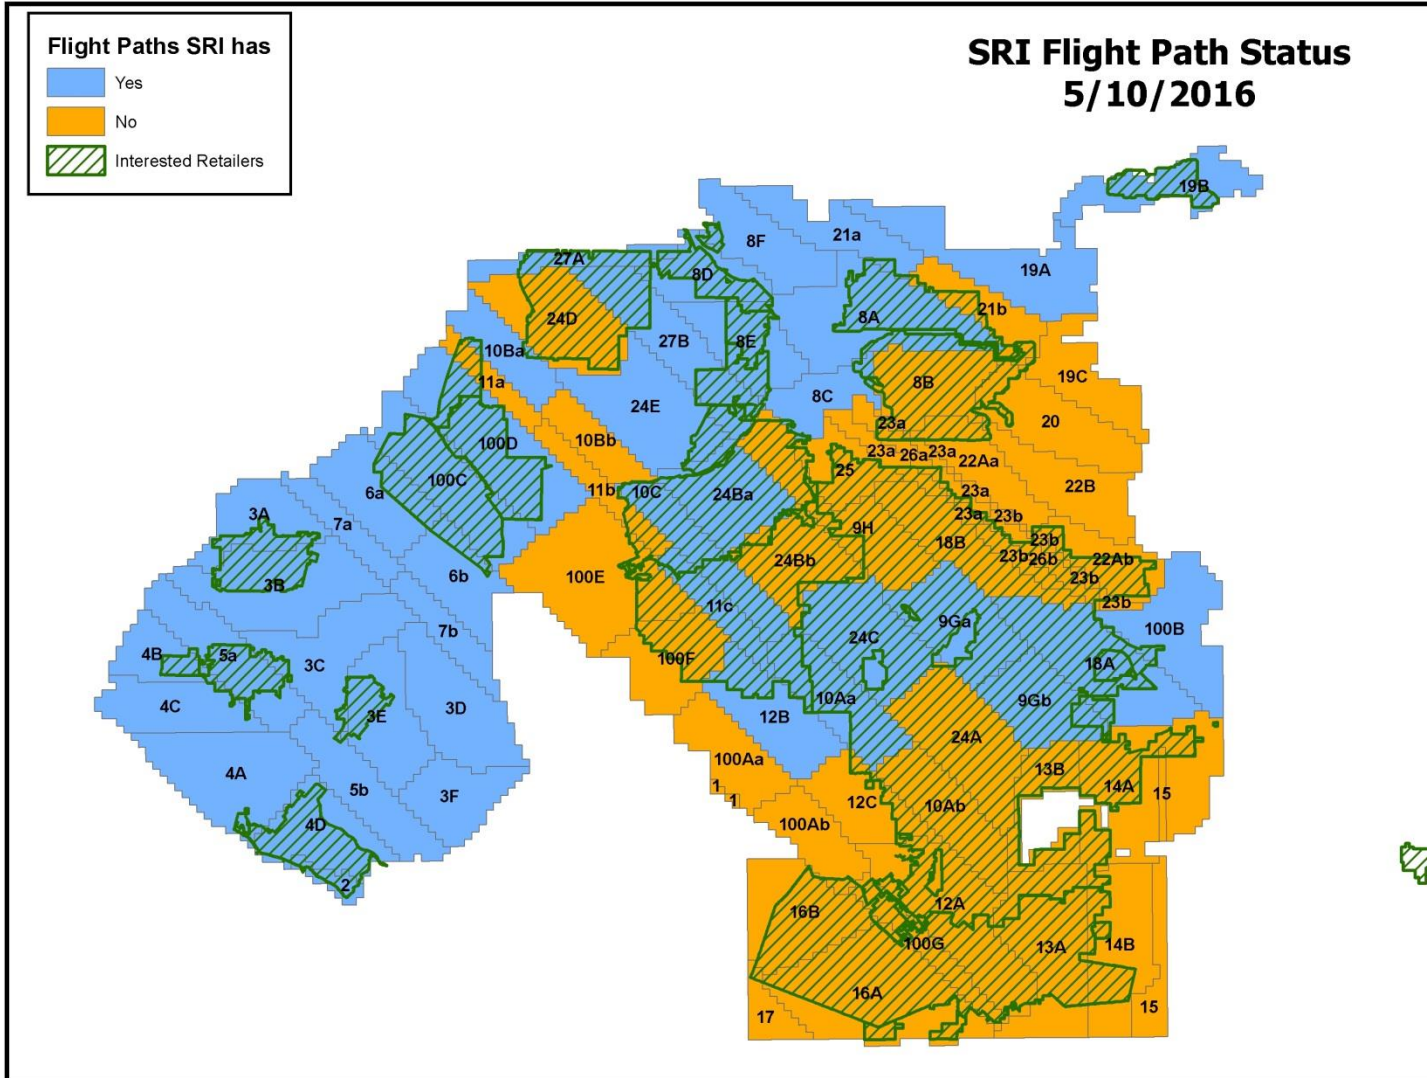 Flight Paths SRI has
Yes
No
Interested Retailers
SRI Flight Path Status
5/10/2016
19B
8F
21a
27A
8D
19A
24D
8A
21b
27B
8E
10Ba
11a
8B
19C
24E
8C
23a
20
10Bb
100D
23a
26a
23a
22Aa
25
100C
6a
11b
10C
24Ba
23a
22B
3A
7a
23a
23b
9H
18B
23b
24Bb
23b
26b
22Ab
3B
6b
100E
23b
11c
23b
7b
24C
9Ga
100B
4B
5a
3C
100F
18A
4C
3D
3E
12B
10Aa
9Gb
24A
4A
100Aa
13B
1
14A
15
5b
3F
1
12C
10Ab
4D
100Ab
2
16B
12A
100G
13A
14B
16A
17
15